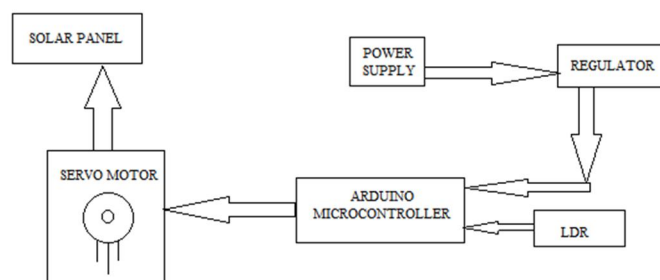 SOLAR PANEL
POWER
SUPPLY
REGULATOR
SERVO MOTOR
ARDUINO
MICROCONTROLLER
LDR